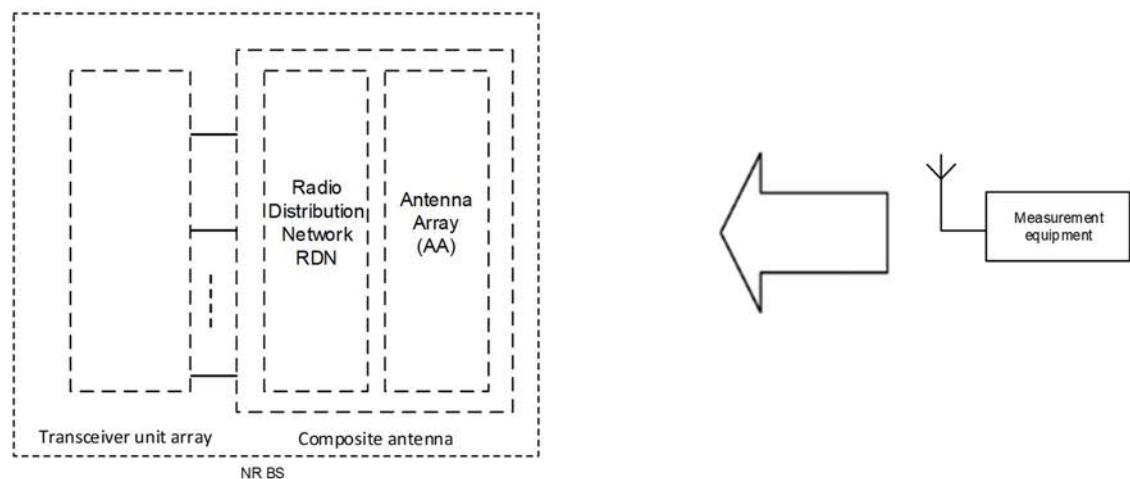 Radio
Distribution
Network
RDN
Antenna
Array
(AA)
Measurement
equipment
Transceiver unit array
Composite antenna
NR BS